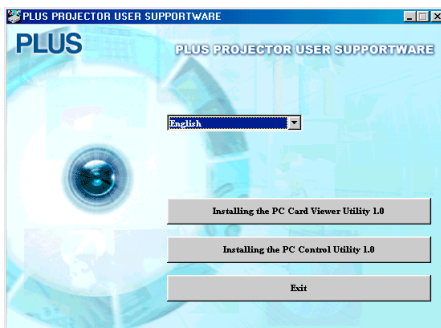 PLUS PROJECTOR USER SUPPORTWARE
PLUS
PLUS PROJECTOR USER SUPPORTWARE
English
Installing the PC Card Viewer Utility 1.0
Installing the PC Control Utility 1.0
Exit